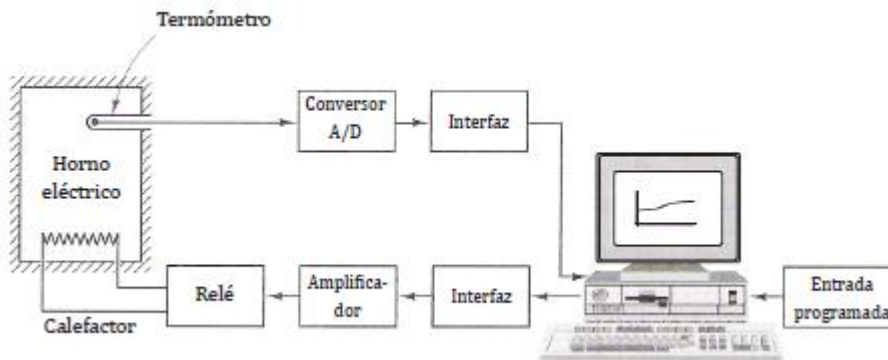 Termómetro
Conversor
A/D
Interfaz
Horno
eléctrico
Relé
Amplifica-
dor
Interfaz
Entrada
programada
Calefactor